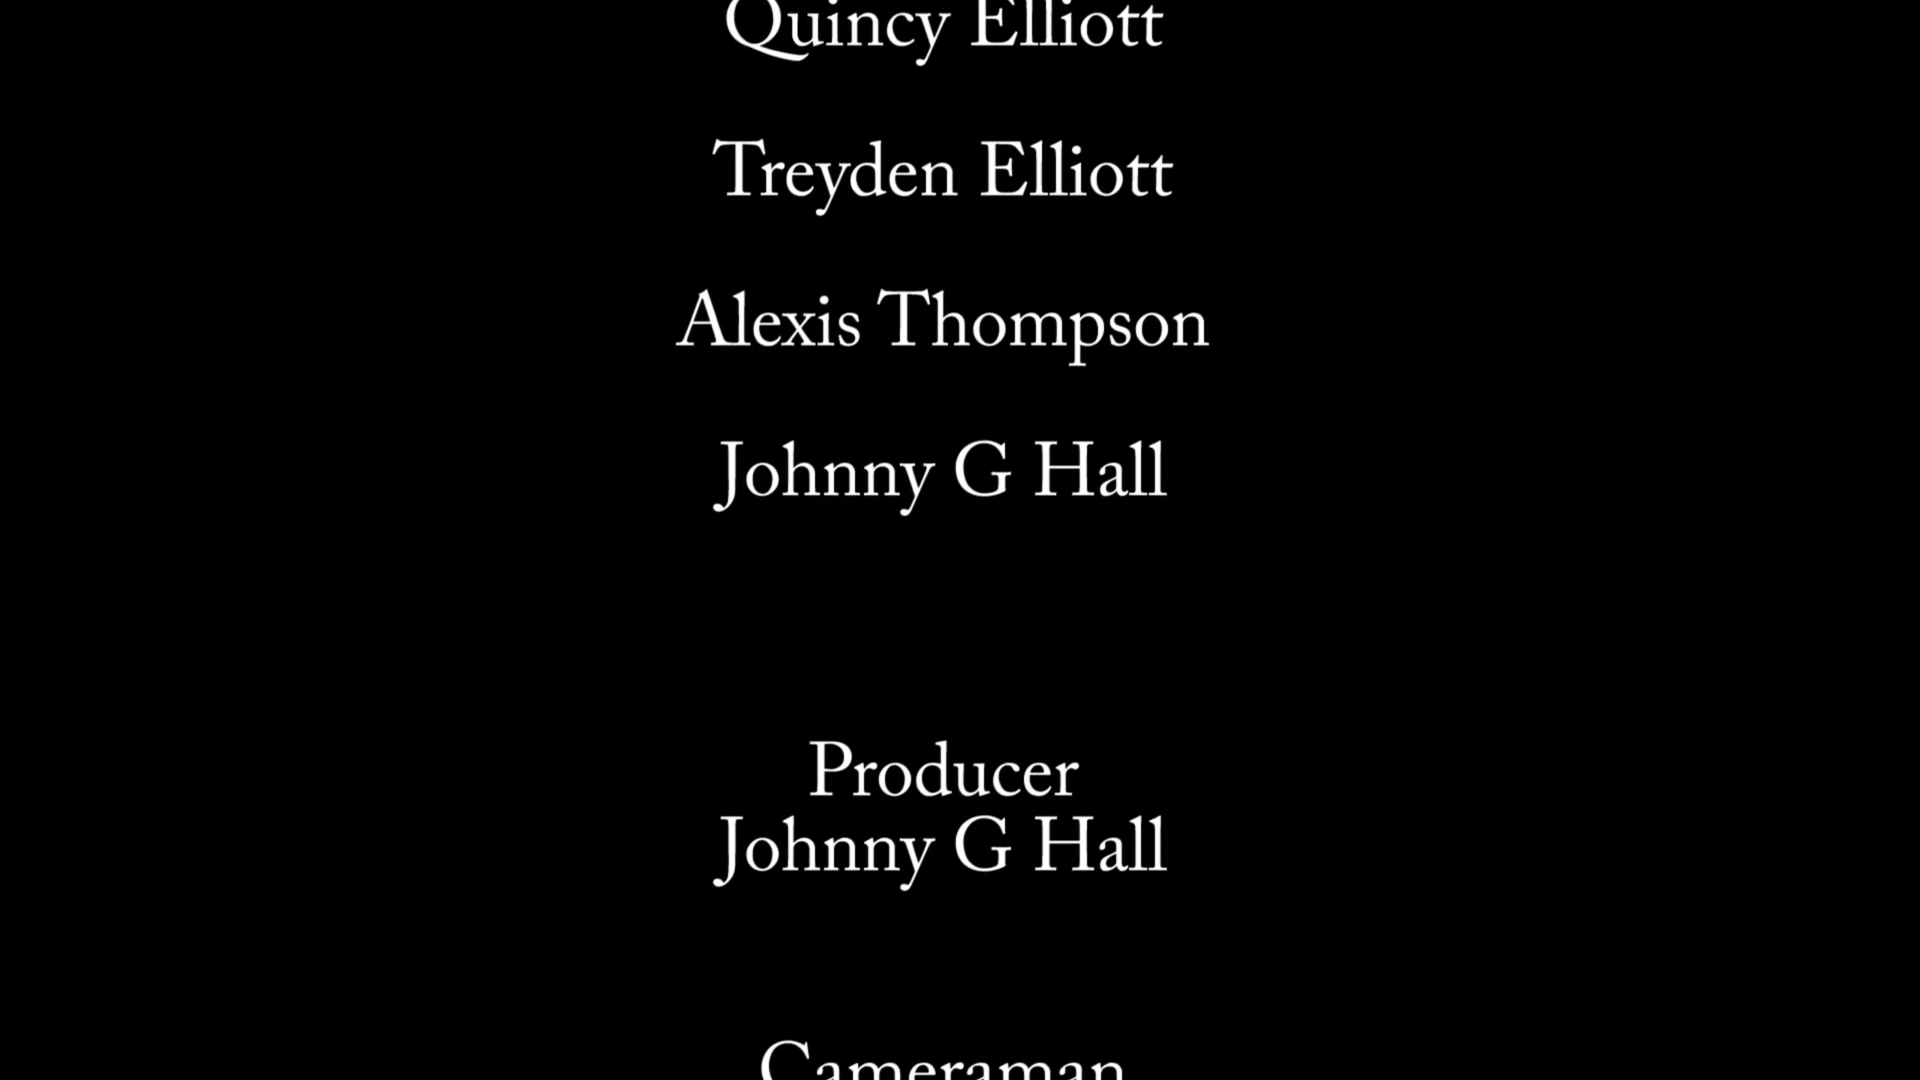 Quincy Elliott
Treyden Elliott
Alexis Thompson
Johnny G Hall
Producer
Johnny G Hall
Cameraman